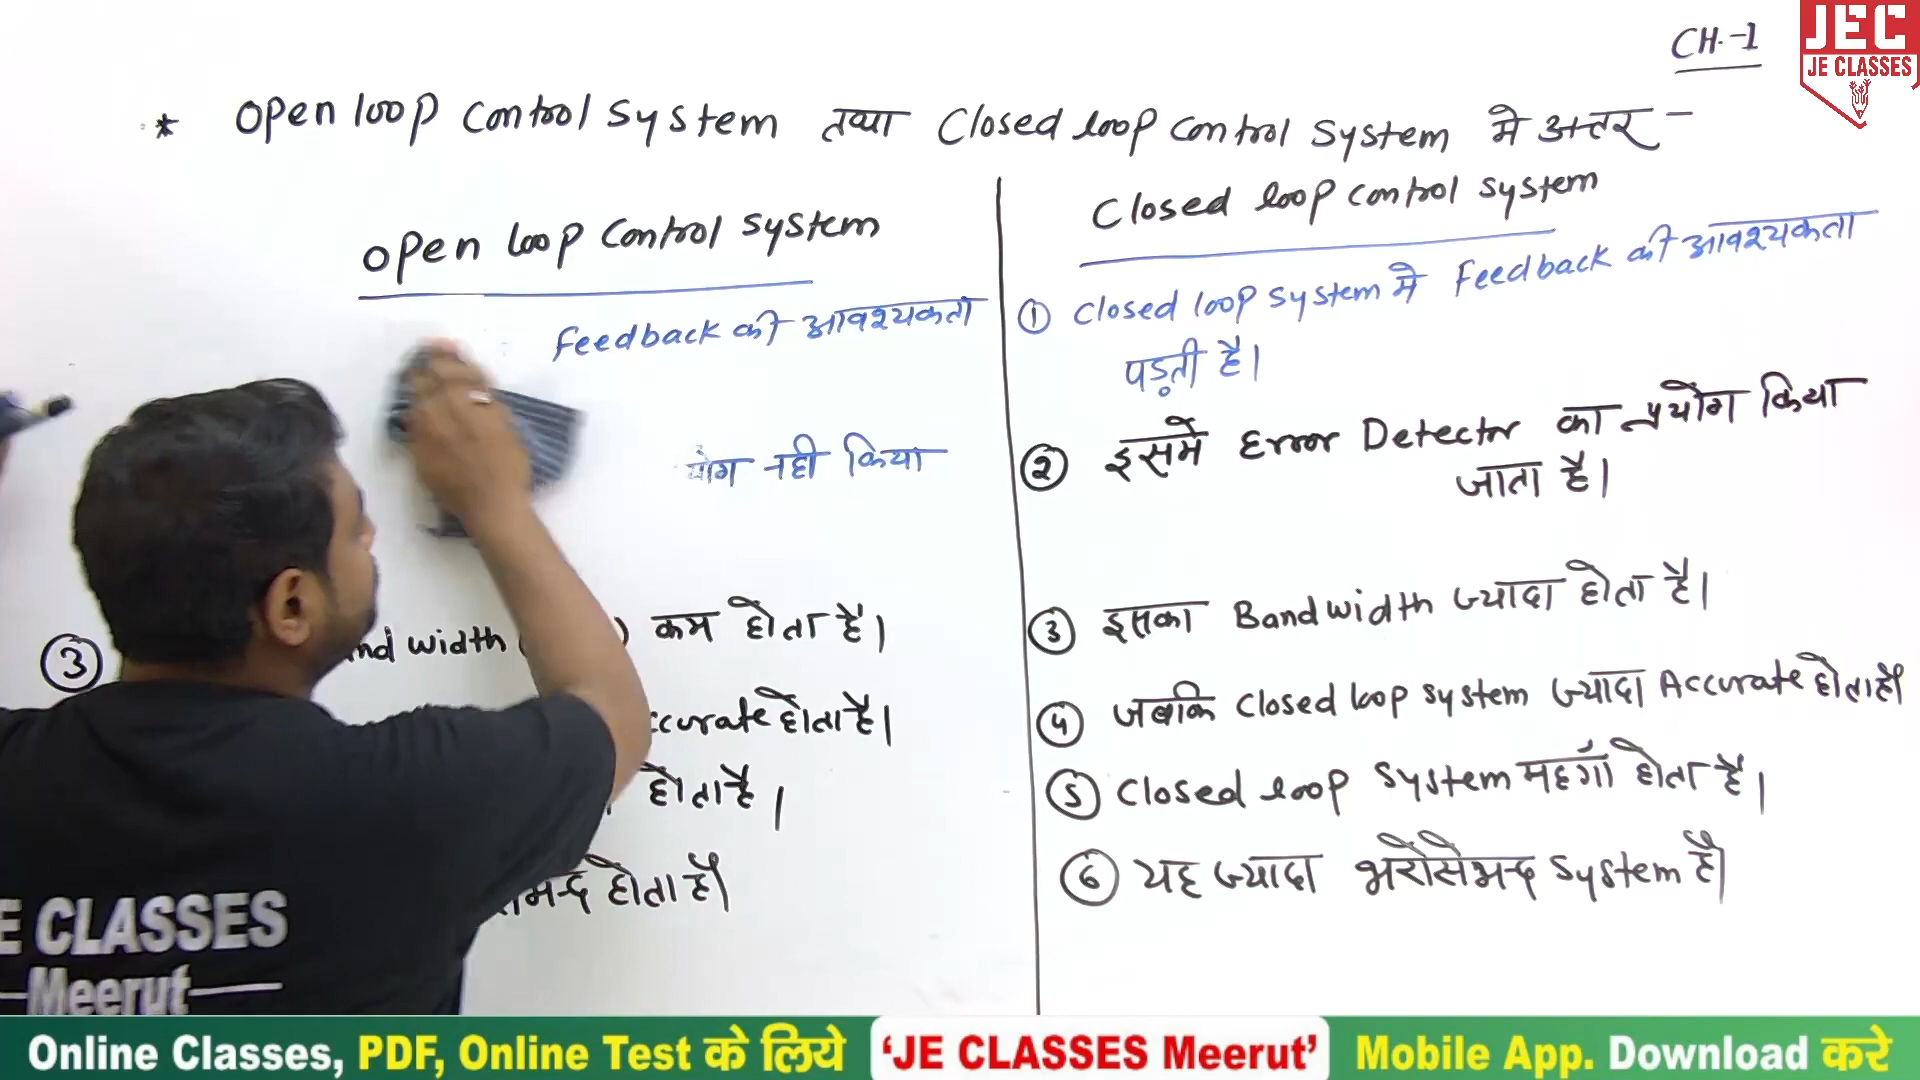 CH.-1
JEC
JE CLASSES
* Open loop control system तथा Closed loop control system मे अन्तर -
Open loop control system
Feedback की आवश्यकता
नही किया
③ width कम होता है।
होता है।
होता है।
होता है।
Closed loop control system
① Closed loop system मे Feedback की आवश्यकता
पड़ती है।
② इसमे Error Detector का प्रयोग किया
जाता है।
③ इसका Bandwidth ज्यादा होता है।
④ जबकि Closed loop system ज्यादा Accurate होता है।
⑤ Closed loop system महगाँ होता है।
⑥ यह ज्यादा भरोसेमन्द system है।
E CLASSES
Meerut
Online Classes, PDF, Online Test के लिये 'JE CLASSES Meerut' Mobile App. Download करे